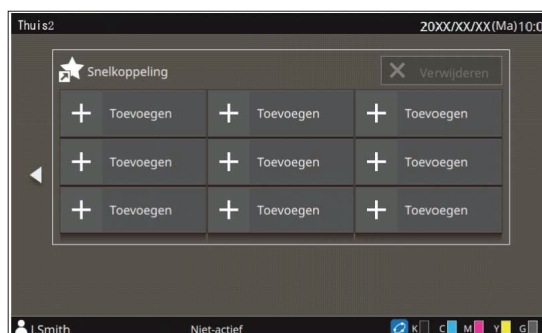 Thuis2 20XX/XX/XX(Ma)10:0
Snelkoppeling Verwijderen
Toevoegen Toevoegen Toevoegen
Toevoegen Toevoegen Toevoegen
Toevoegen Toevoegen Toevoegen
J.Smith Niet-actief K C M Y G